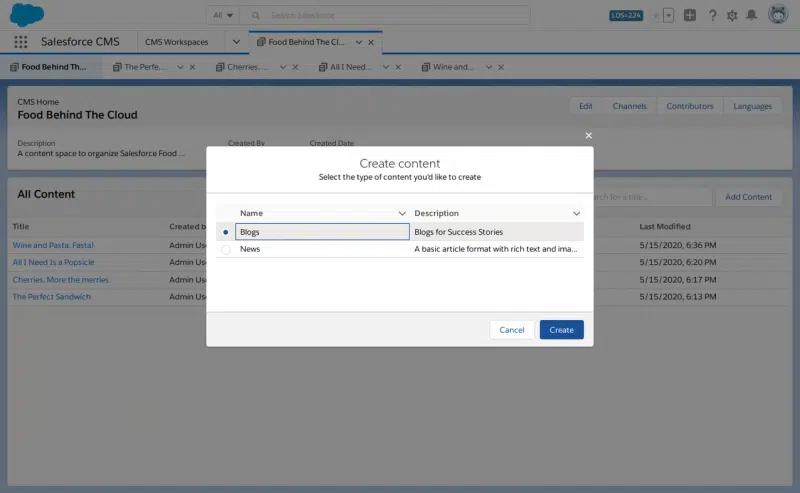 All
Search Salesforce
LDS=224
Salesforce CMS
CMS Workspaces
Food Behind The Cl...
Food Behind Th...
The Perfe...
Cherries. ...
All I Need...
Wine and...
CMS Home
Food Behind The Cloud
Edit
Channels
Contributors
Languages
Description
Created By
Created Date
A content space to organize Salesforce Food ...
Create content
Select the type of content you'd like to create
Name
Description
Blogs
Blogs for Success Stories
News
A basic article format with rich text and ima...
Cancel
Create
All Content
for a title...
Add Content
Title
Created
Last Modified
Wine and Pasta. Fasta!
Admin
5/15/2020, 6:36 PM
All I Need Is a Popsicle
Admin
5/15/2020, 6:20 PM
Cherries. More the merries.
Admin
5/15/2020, 6:17 PM
The Perfect Sandwich
Admin
5/15/2020, 6:13 PM